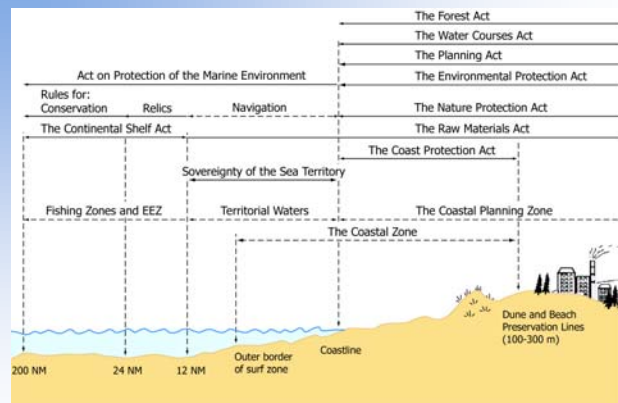 The Forest Act
The Water Courses Act
The Planning Act
Act on Protection of the Marine Environment
The Environmental Protection Act
Rules for:
Conservation
Relics
Navigation
The Nature Protection Act
The Continental Shelf Act
The Raw Materials Act
The Coast Protection Act
Sovereignty of the Sea Territory
Fishing Zones and EEZ
Territorial Waters
The Coastal Planning Zone
The Coastal Zone
Dune and Beach
Preservation Lines
(100-300 m)
200 NM
24 NM
12 NM
Outer border
of surf zone
Coastline